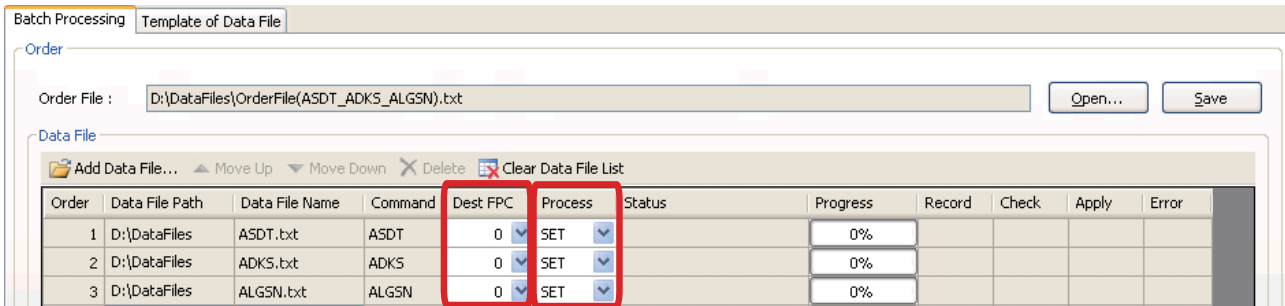 Batch Processing Template of Data File
Order
Order File : D:\DataFiles\OrderFile(ASDT_ADKS_ALGSN).txt Open... Save
Data File
Add Data File... Move Up Move Down Delete Clear Data File List
Order Data File Path Data File Name Command Dest FPC Process Status Progress Record Check Apply Error
1 D:\DataFiles ASDT.txt ASDT 0 SET 0%
2 D:\DataFiles ADKS.txt ADKS 0 SET 0%
3 D:\DataFiles ALGSN.txt ALGSN 0 SET 0%